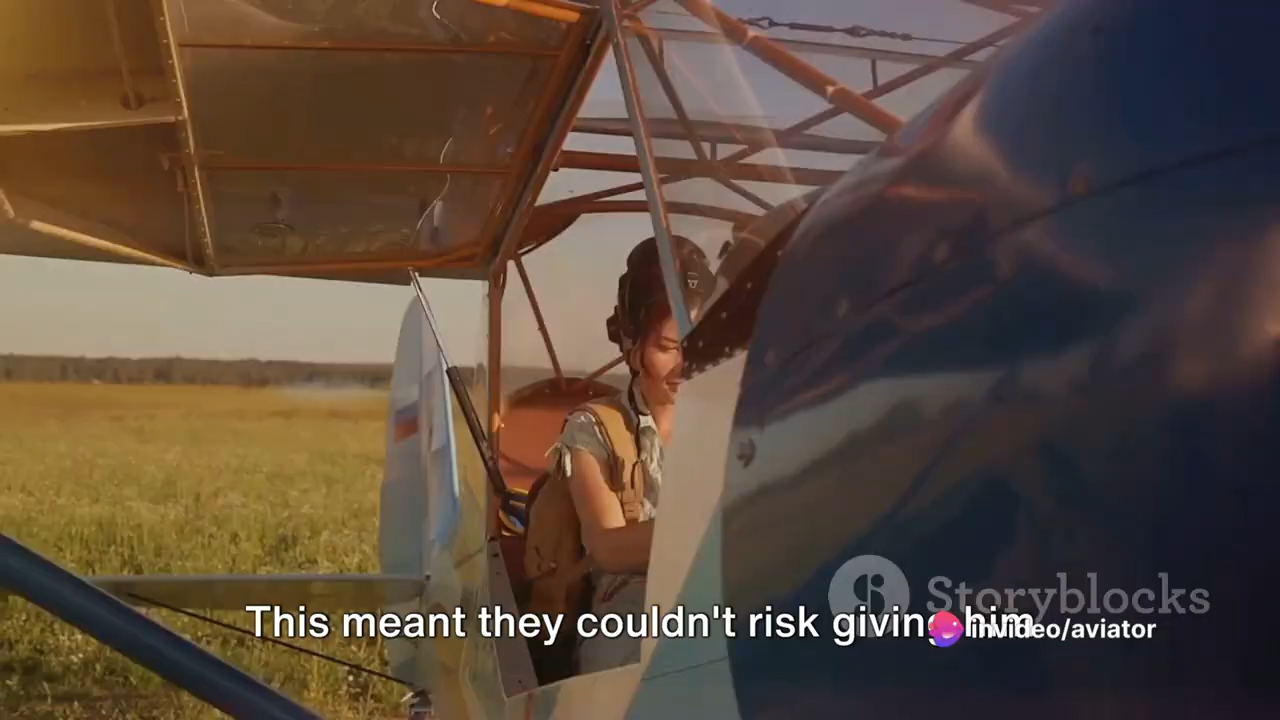 Storyblocks
This meant they couldn't risk giving him
invideo/aviator